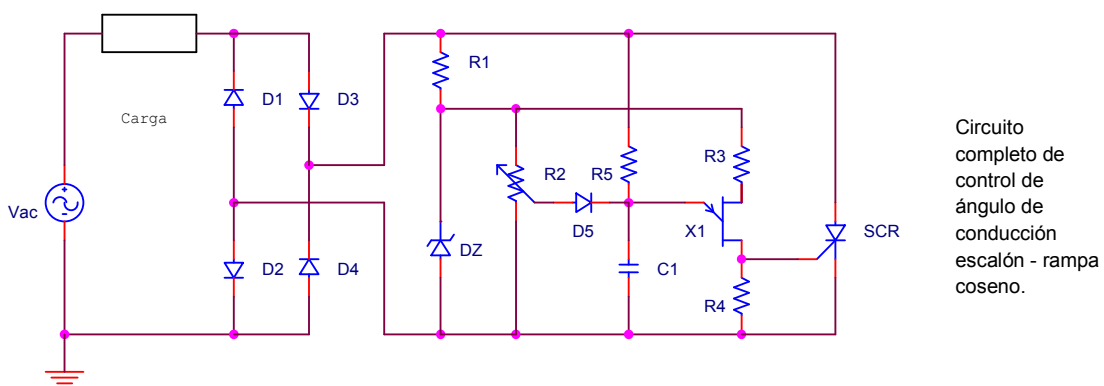 Carga
Vac
D1
D3
D2
D4
R1
R2
R5
R3
D5
X1
SCR
DZ
C1
R4
Circuito
completo de
control de
ángulo de
conducción
escalón - rampa
coseno.